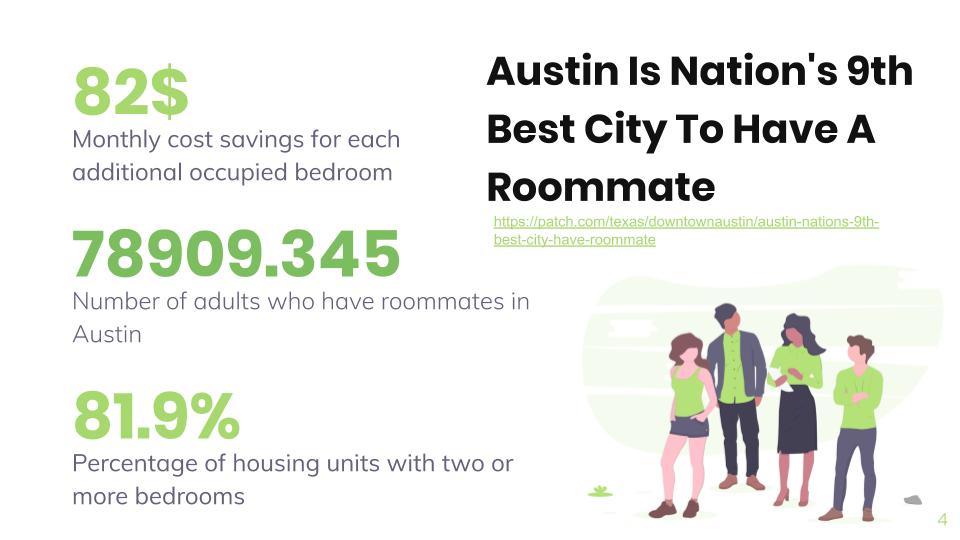 82$
Monthly cost savings for each
additional occupied bedroom
78909.345
Number of adults who have roommates in
Austin
81.9%
Percentage of housing units with two or
more bedrooms
Austin Is Nation's 9th
Best City To Have A
Roommate
https://patch.com/texas/downtownaustin/austin-nations-9th-
best-city-have-roommate
4